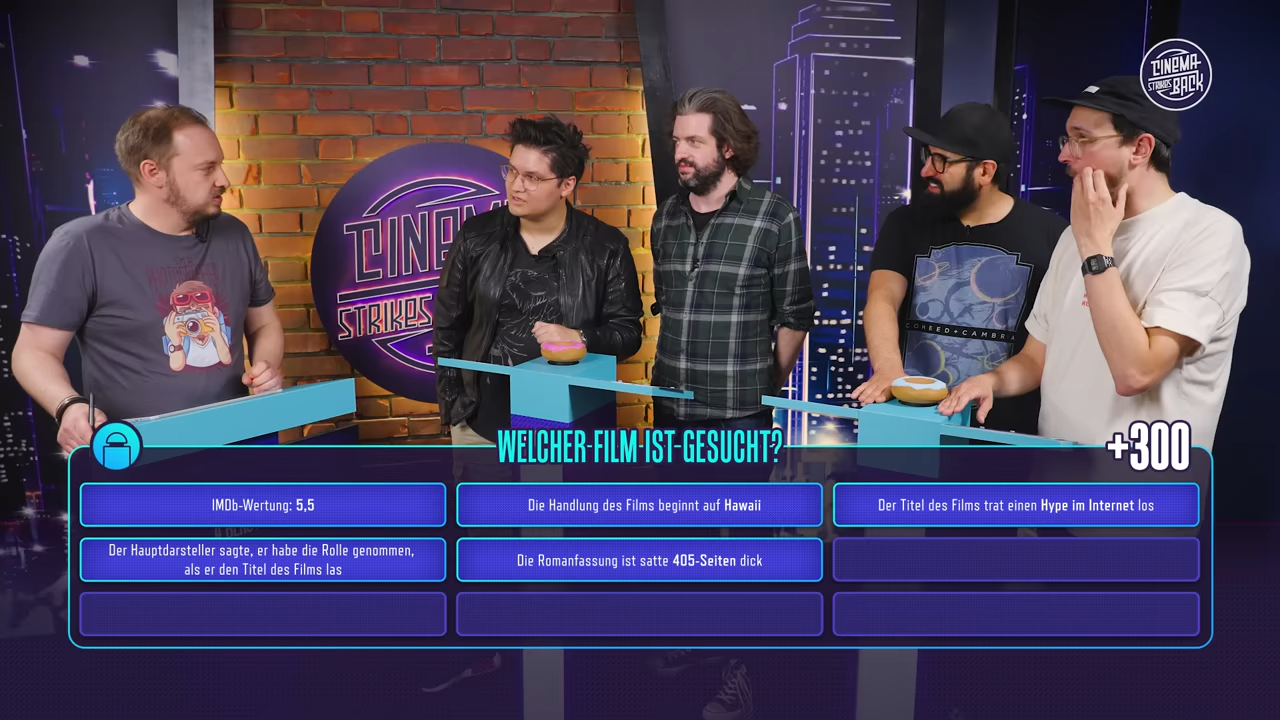 CINEMA
STRIKES BACK
CINEM
STRIKES
COHEED+CAMBRIA
WELCHER FILM IST GESUCHT?
+300
IMDb-Wertung: 5,5
Die Handlung des Films beginnt auf Hawaii
Der Titel des Films trat einen Hype im Internet los
Der Hauptdarsteller sagte, er habe die Rolle genommen,
als er den Titel des Films las
Die Romanfassung ist satte 405-Seiten dick